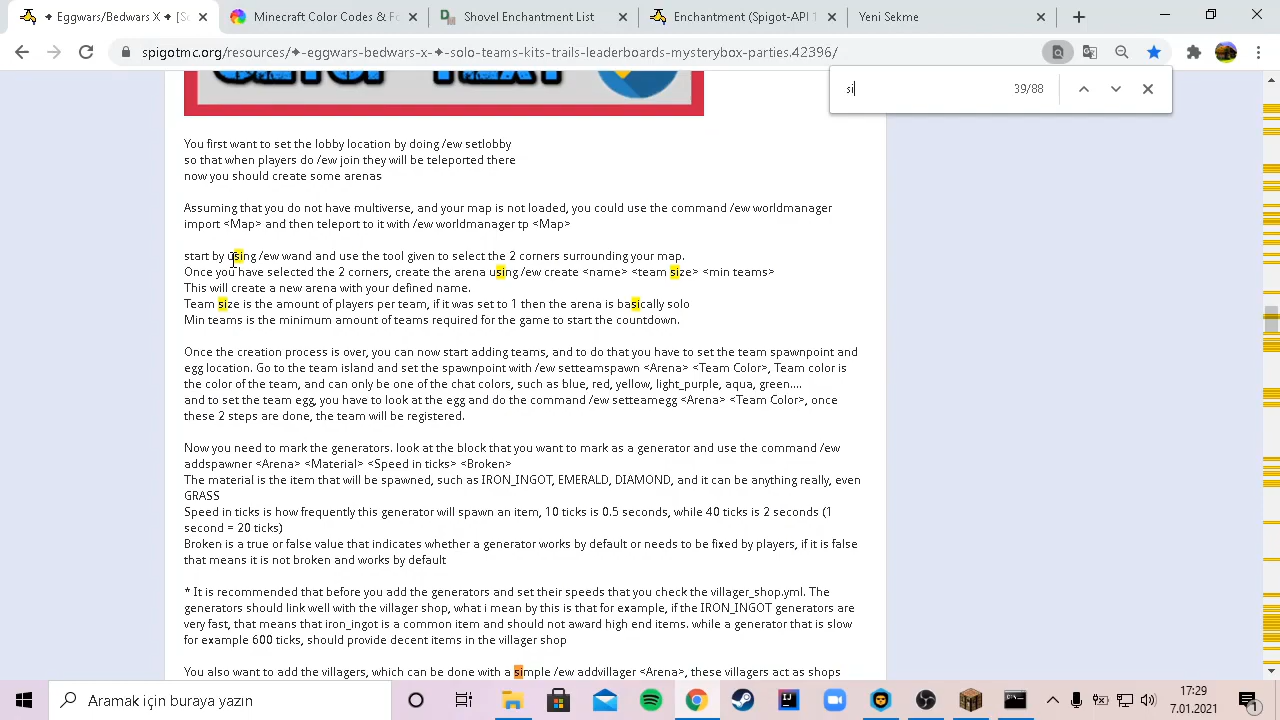 Eggwars/Bedwars X ✦ [S
Minecraft Color Codes & Fo
Shovel Enchantment List
Enchantment (Spigot-API 1
Yeni Sekme
spigotmc.org/resources/✦-eggwars-bedwars-x-✦-solo-teams-kits-trails-leaderboards-mysterybox-parties.42396/
si 39/88
You first want to set the lobby location by doing /ew setlobby
so that when players do /ew join they will be teleported there
now you should create some arenas
Assuming that you do not have multiverse, and your map is not loaded, you could use the command /ew worldmanager
import <Map> and then teleport to it with /ew worldmanager tp <Map>
start by using /ew wand and use the tool given to select the 2 corners surrounding your map.
Once you have selected the 2 corners, create the arena using /ew create <name> <team size> <min teams>
This will create a new arena with your defined name.
Team size is the amount of players per team, if it was set to 1 then the arena is basically solo
Min teams is the minimum amount of teams required for the game to start the countdown.
Once the creation process is over, you can now start adding teams, and to do that you have to set the team spawnpoint and
egg location. Go to the team island and set the spawnpoint with /ew setteamspawn <Arena> <Team Color>, Team color is
the color of the team, and can only be one of the chat colors, such as blue, red, yellow, light_purple, aqua, green....
and to set the team egg, you have to look at the egg and do the command /ew setteamegg <Arena> <Team Color>, once
these 2 steps are done, the team will be registered.
Now you need to mark the generators. look at the block that you want to mark as a generator and use the command /ew
addspawner <Arena> <Material> <Speed in ticks> <Broken>
The material is the item that will be spawned, such as IRON_INGOT, EMERALD, DIAMOND, and it can be anything like even
GRASS
Speed in ticks is how frequently this generator will spawn an item, 10 ticks is 0.5 seconds, while 40 ticks is 2 seconds (1
second = 20 ticks)
Broken is a true or false value that indicates whether a generator works by default or needs to be fixed by players, if it is false
that means it is not broken and works by default
* It is recommended that before you add the generators and set their speeds that you check the villager_shop.yml. The
generators should link well with the villager shop, what i mean by this is that for example, if the IRON_INGOT generators are
very fast, that means that iron_ingot is a common item and should not award high end items. while a generator that is slow
for example 600 ticks, should provide decent items in the villager shop.
You also want to add the villagers, which can be done with a simple /ew addvillager <Arena>, these villagers act as a
Aramak için buraya yazın
17:29
7.01.2021
1